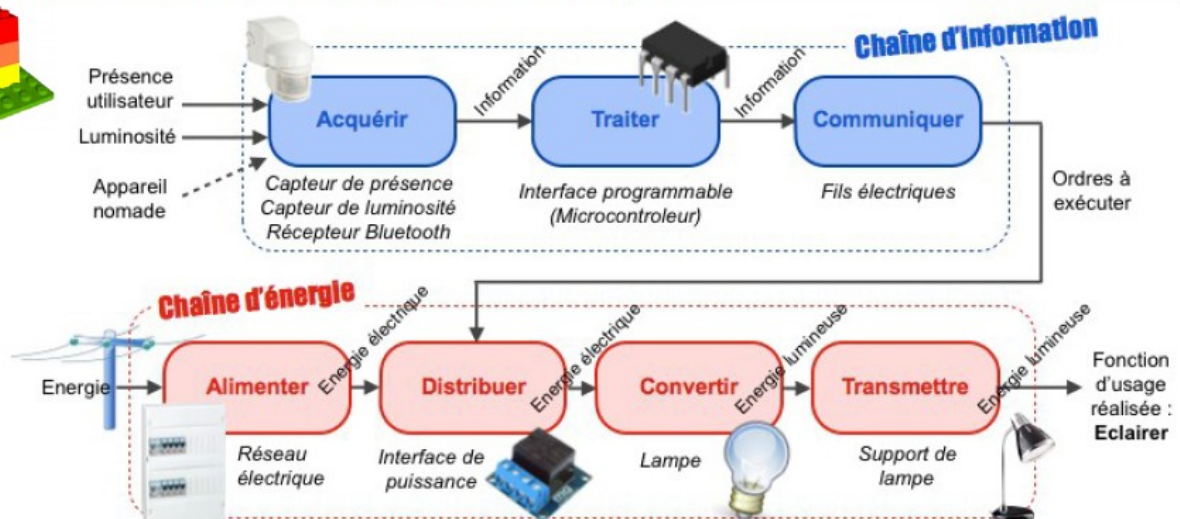 Chaîne d'Information
Présence
utilisateur
Luminosité
Appareil
nomade
Acquérir
Information
Traiter
Information
Communiquer
Capteur de présence
Capteur de luminosité
Récepteur Bluetooth
Interface programmable
(Microcontroleur)
Fils électriques
Ordres à
exécuter
Chaîne d'énergie
Energie
Alimenter
Energie électrique
Distribuer
Energie électrique
Convertir
Energie lumineuse
Transmettre
Energie lumineuse
Fonction
d'usage
réalisée :
Eclairer
Réseau
électrique
Interface de
puissance
Lampe
Support de
lampe